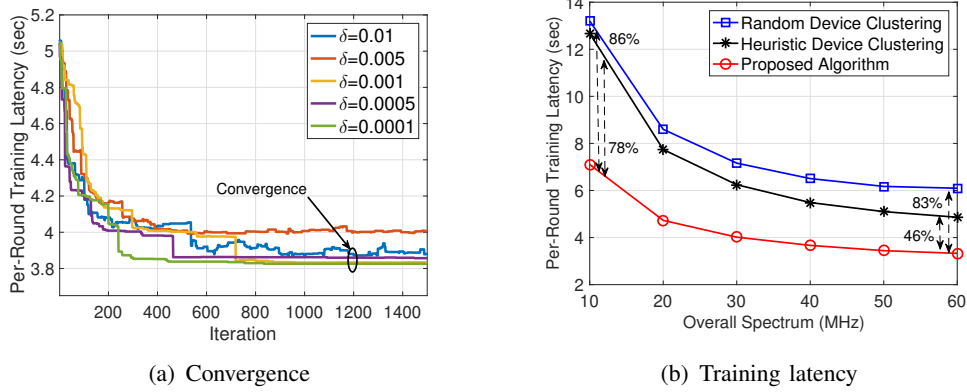 5.2
5
4.8
4.6
4.4
4.2
4
3.8
200 400 600 800 1000 1200 1400
Iteration
Per-Round Training Latency (sec)
δ=0.01
δ=0.005
δ=0.001
δ=0.0005
δ=0.0001
Convergence
(a) Convergence
14
12
10
8
6
4
2
10 20 30 40 50 60
Overall Spectrum (MHz)
Per-Round Training Latency (sec)
Random Device Clustering
Heuristic Device Clustering
Proposed Algorithm
86%
78%
83%
46%
(b) Training latency